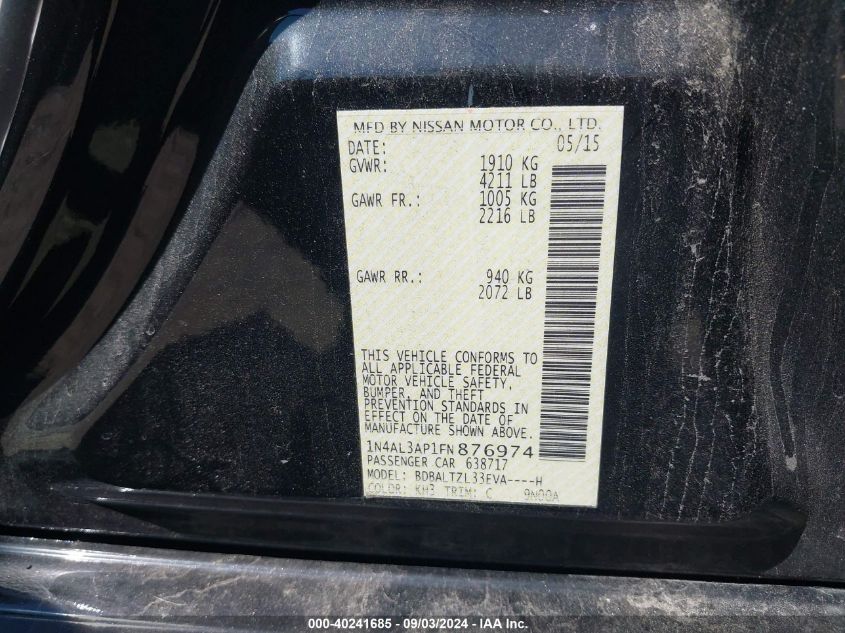 MFD BY NISSAN MOTOR CO., LTD.
DATE: 05/15
GVWR: 1910 KG
4211 LB
GAWR FR.: 1005 KG
2216 LB
GAWR RR.: 940 KG
2072 LB
THIS VEHICLE CONFORMS TO
ALL APPLICABLE FEDERAL
MOTOR VEHICLE SAFETY,
BUMPER, AND THEFT
PREVENTION STANDARDS IN
EFFECT ON THE DATE OF
MANUFACTURE SHOWN ABOVE.
1N4AL3AP1FN876974
PASSENGER CAR 638717
MODEL: BDBALTZL33EVA----H
COLOR: KH3 TRIM: C 9N00A
000-40241685 - 09/03/2024 - IAAI.COM